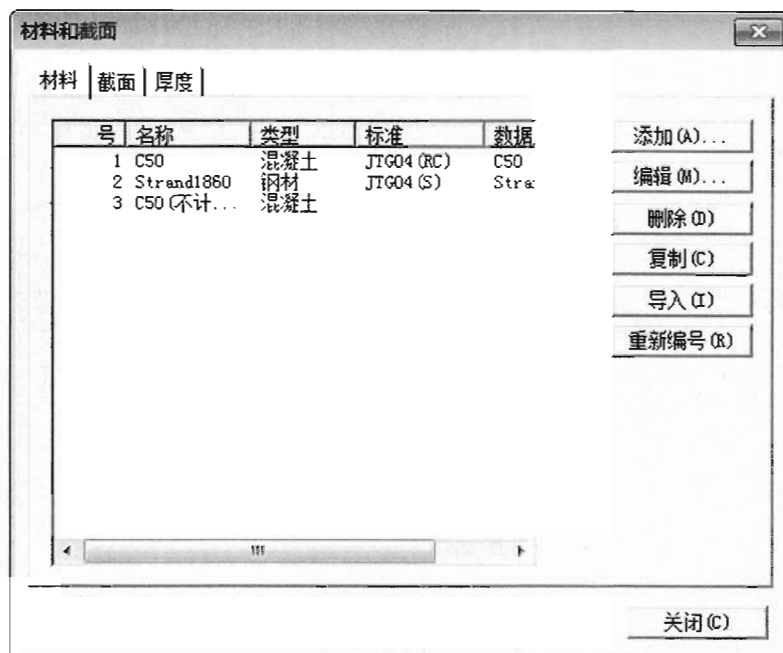 材料和截面
材料 截面 厚度
号 名称 类型 标准 数据
1 C50 混凝土 JTG04(RC) C50
2 Strand1860 钢材 JTG04(S) Stra
3 C50(不计... 混凝土
添加(A)...
编辑(M)...
删除(D)
复制(C)
导入(I)
重新编号(R)
关闭(C)